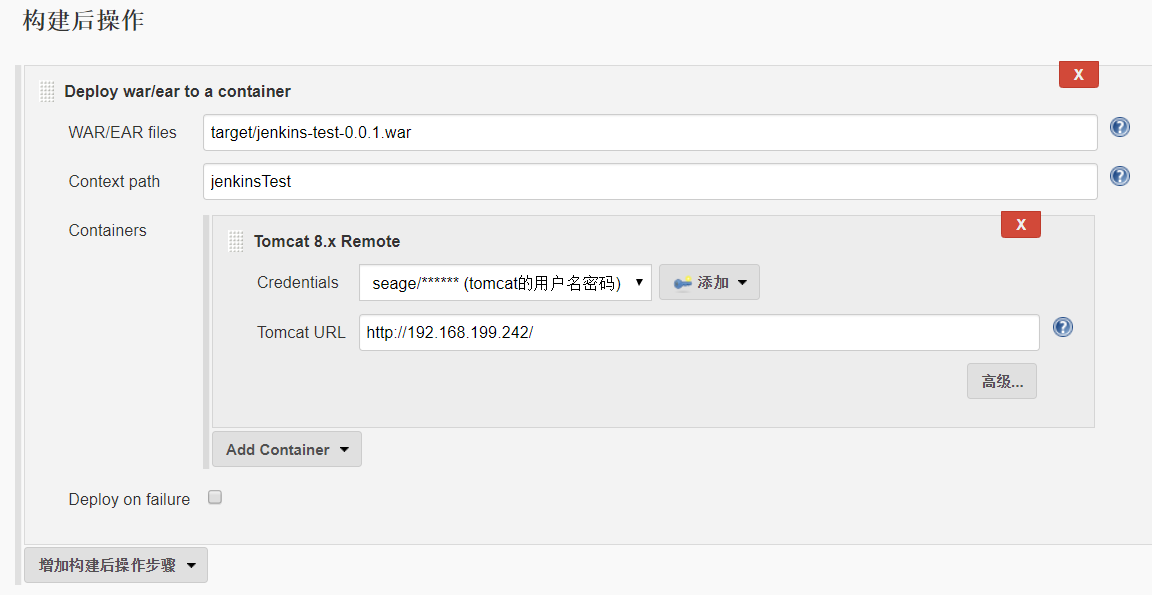 构建后操作
X
Deploy war/ear to a container
WAR/EAR files target/jenkins-test-0.0.1.war ?
Context path jenkinsTest ?
Containers
X
Tomcat 8.x Remote
Credentials seage/****** (tomcat的用户名密码) 添加
Tomcat URL http://192.168.199.242/ ?
高级...
Add Container
Deploy on failure
增加构建后操作步骤